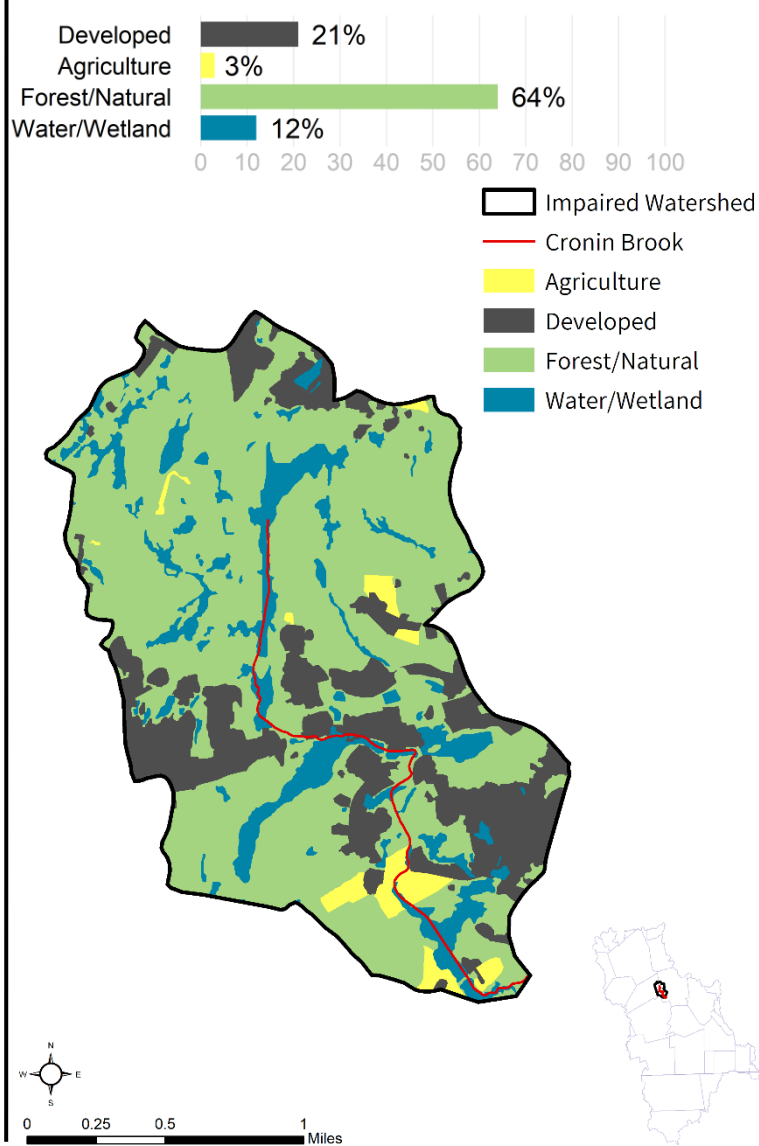 Developed 21%
Agriculture 3%
Forest/Natural 64%
Water/Wetland 12%
0 10 20 30 40 50 60 70 80 90 100
Impaired Watershed
Cronin Brook
Agriculture
Developed
Forest/Natural
Water/Wetland
N
W E
S
0 0.25 0.5 1
Miles